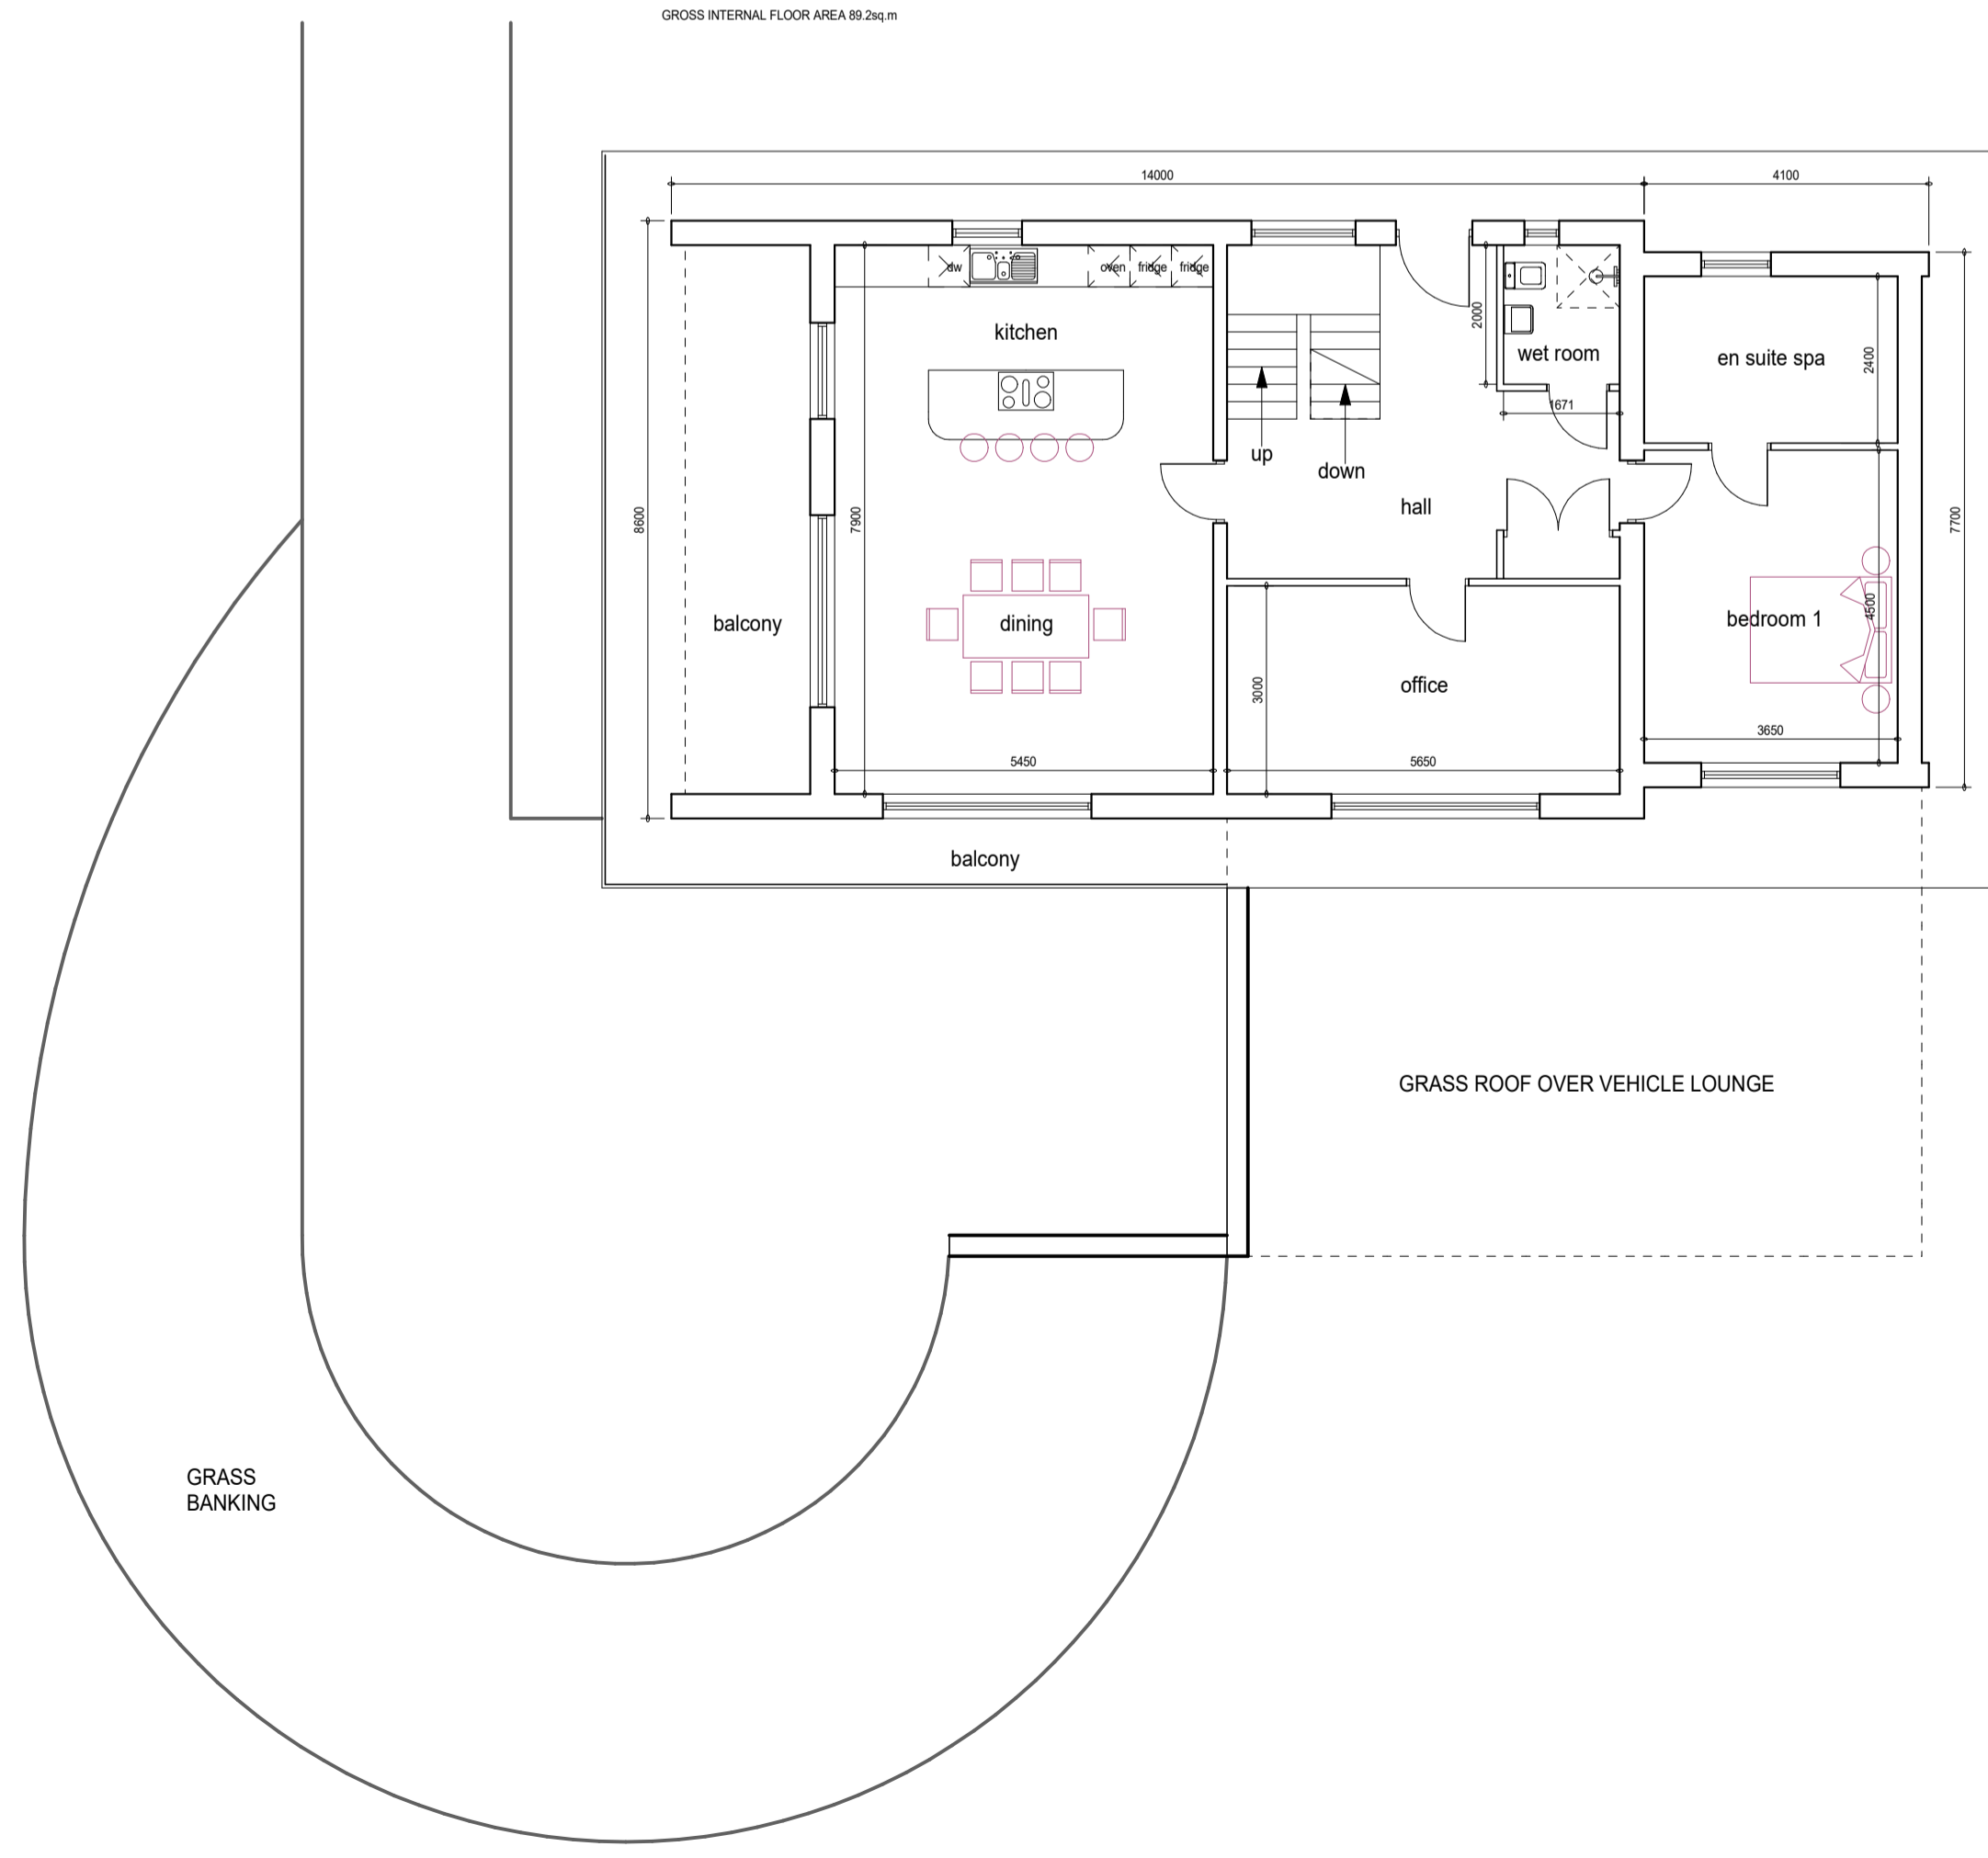 GROSS INTERNAL FLOOR AREA 89.2sq.m
14000
4100
dw
oven
fridge
fridge
kitchen
2000
wet room
en suite spa
2400
1671
up
down
hall
8600
7900
7700
balcony
dining
4500
bedroom 1
office
3000
3650
5450
5650
balcony
GRASS ROOF OVER VEHICLE LOUNGE
GRASS
BANKING